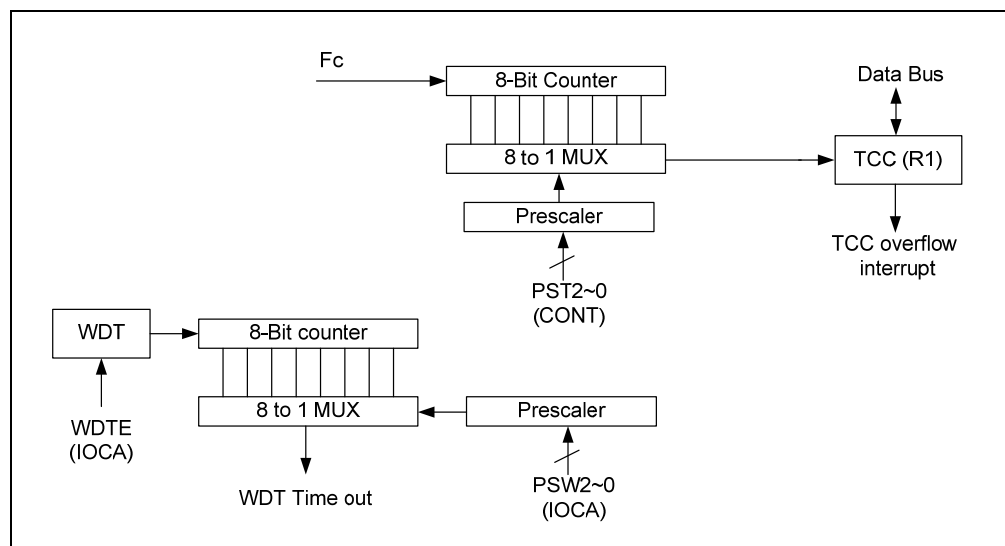 Fc
8-Bit Counter
Data Bus
8 to 1 MUX
TCC (R1)
Prescaler
TCC overflow
interrupt
PST2~0
(CONT)
WDT
8-Bit counter
8 to 1 MUX
Prescaler
WDTE
(IOCA)
WDT Time out
PSW2~0
(IOCA)